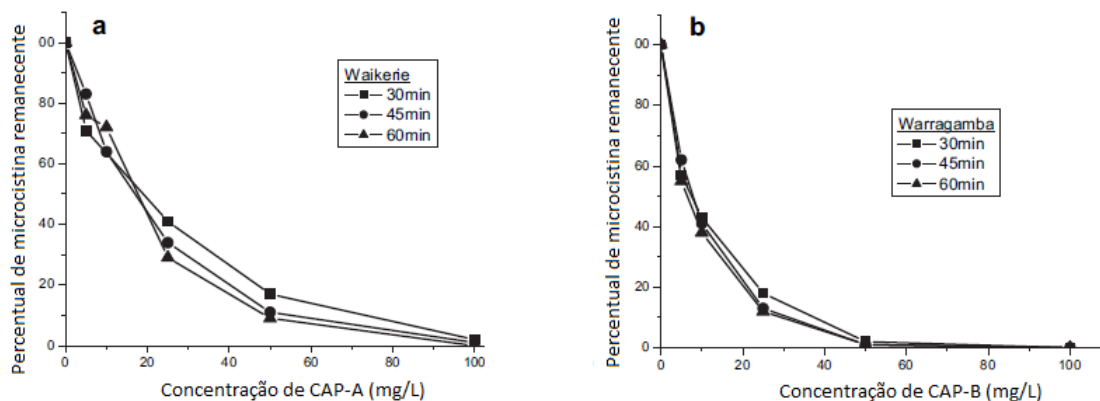 a
Percentual de microcistina remanecente
00
80
60
40
20
0
0 20 40 60 80 100
Waikerie
30min
45min
60min
Concentração de CAP-A (mg/L)
b
Percentual de microcistina remanecente
00
80
60
40
20
0
0 20 40 60 80 100
Warragamba
30min
45min
60min
Concentração de CAP-B (mg/L)